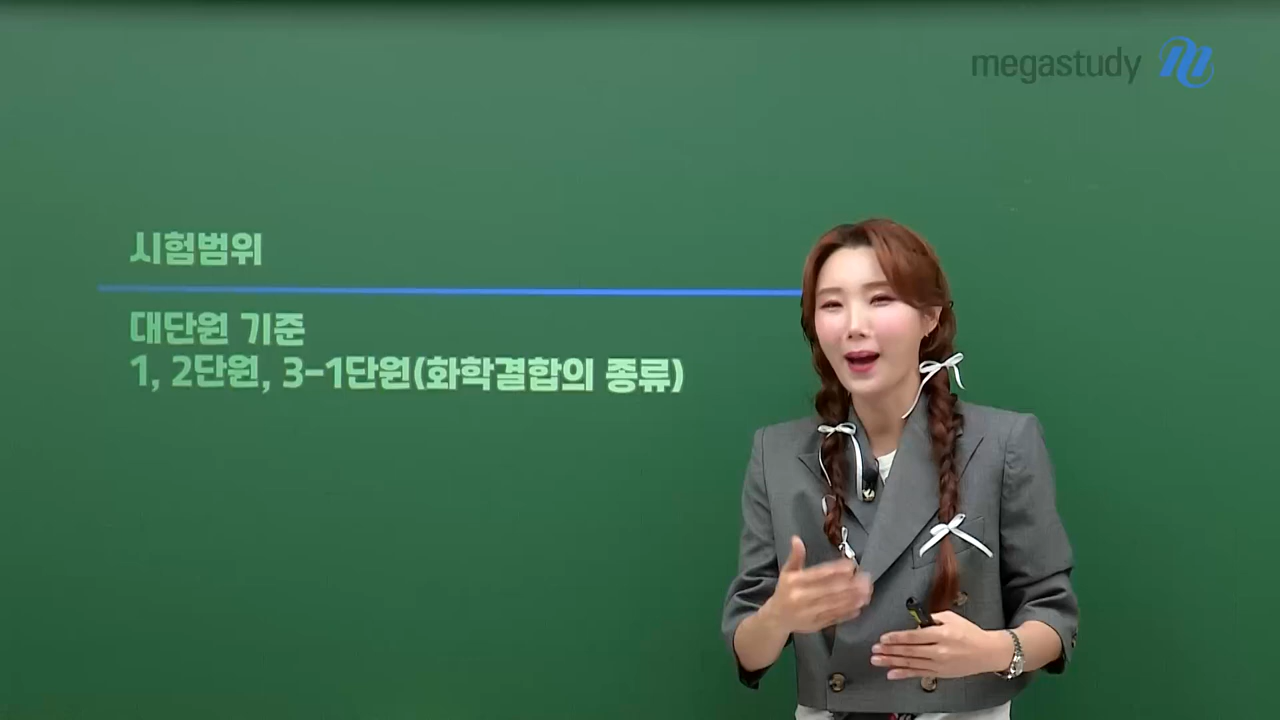 megastudy
시험범위
대단원 기준
1, 2단원, 3-1단원(화학결합의 종류)